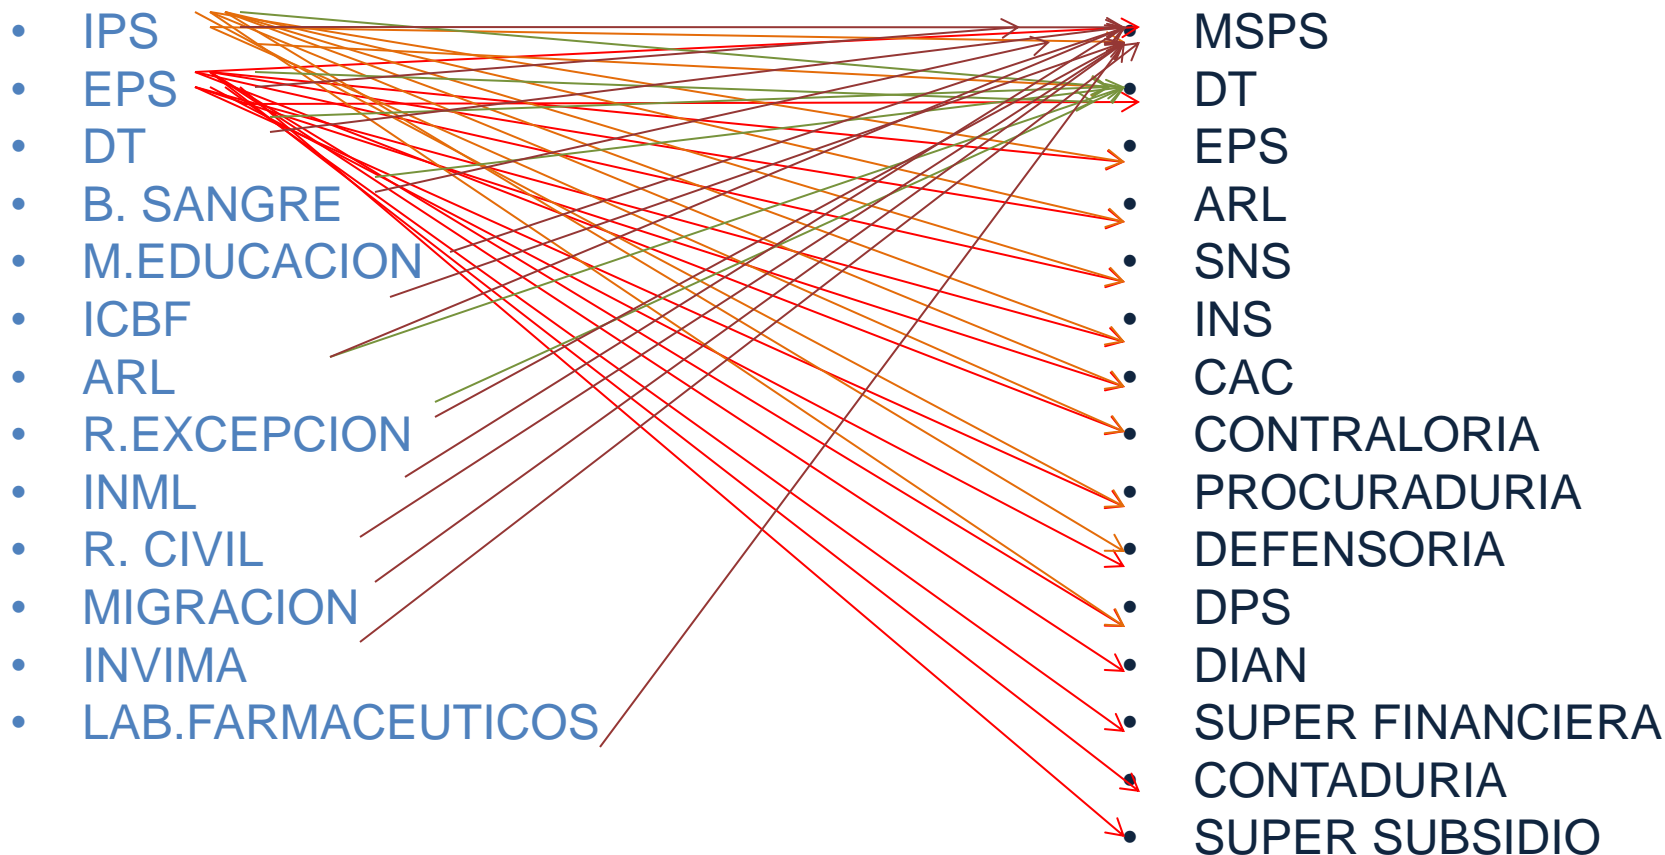 • IPS
• EPS
• DT
• B. SANGRE
• M.EDUCACION
• ICBF
• ARL
• R.EXCEPCION
• INML
• R. CIVIL
• MIGRACION
• INVIMA
• LAB.FARMACEUTICOS
• MSPS
• DT
• EPS
• ARL
• SNS
• INS
• CAC
• CONTRALORIA
• PROCURADURIA
• DEFENSORIA
• DPS
• DIAN
• SUPER FINANCIERA
• CONTADURIA
• SUPER SUBSIDIO